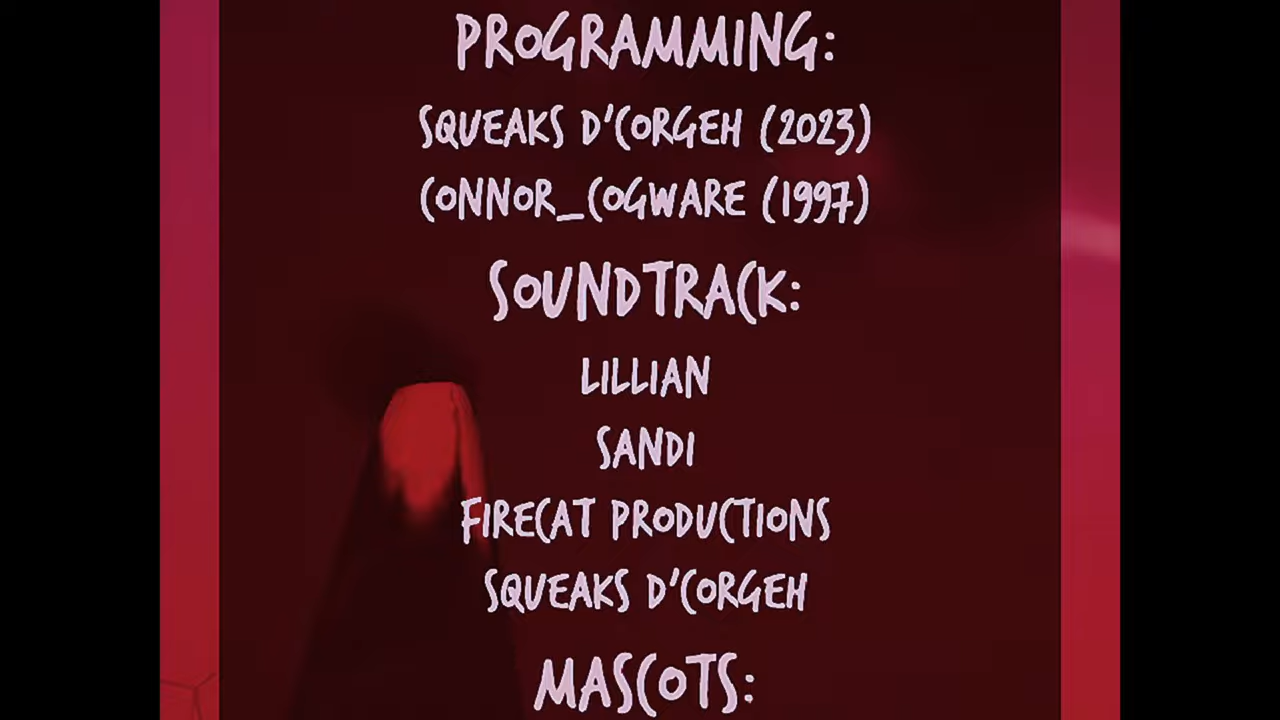 PROGRAMMING:
SQUEAKS D'CORGEH (2023)
CONNOR_COGWARE (1997)
SOUNDTRACK:
LILLIAN
SANDI
FIRECAT PRODUCTIONS
SQUEAKS D'CORGEH
MASCOTS: